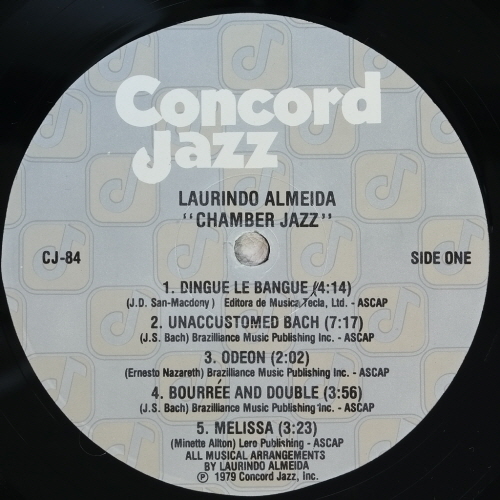 Concord
Jazz
LAURINDO ALMEIDA
"CHAMBER JAZZ"
CJ-84
SIDE ONE
1. DINGUE LE BANGUE (4:14)
(J.D. San-Macdony) Editora de Musica Tecla, Ltd. - ASCAP
2. UNACCUSTOMED BACH (7:17)
(J.S. Bach) Brazilliance Music Publishing Inc. - ASCAP
3. ODEON (2:02)
(Ernesto Nazareth) Brazilliance Music Publishing Inc. - ASCAP
4. BOURRÉE AND DOUBLE (3:56)
(J.S. Bach) Brazilliance Music Publishing Inc. - ASCAP
5. MELISSA (3:23)
(Minette Allton) Lero Publishing - ASCAP
ALL MUSICAL ARRANGEMENTS
BY LAURINDO ALMEIDA
℗ 1979 Concord Jazz, Inc.